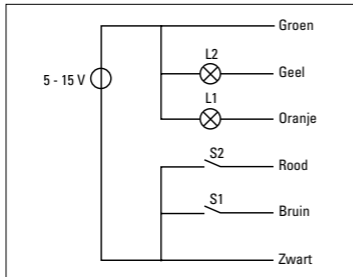 Groen
L2
Geel
5 - 15 V
L1
Oranje
S2
Rood
S1
Bruin
Zwart